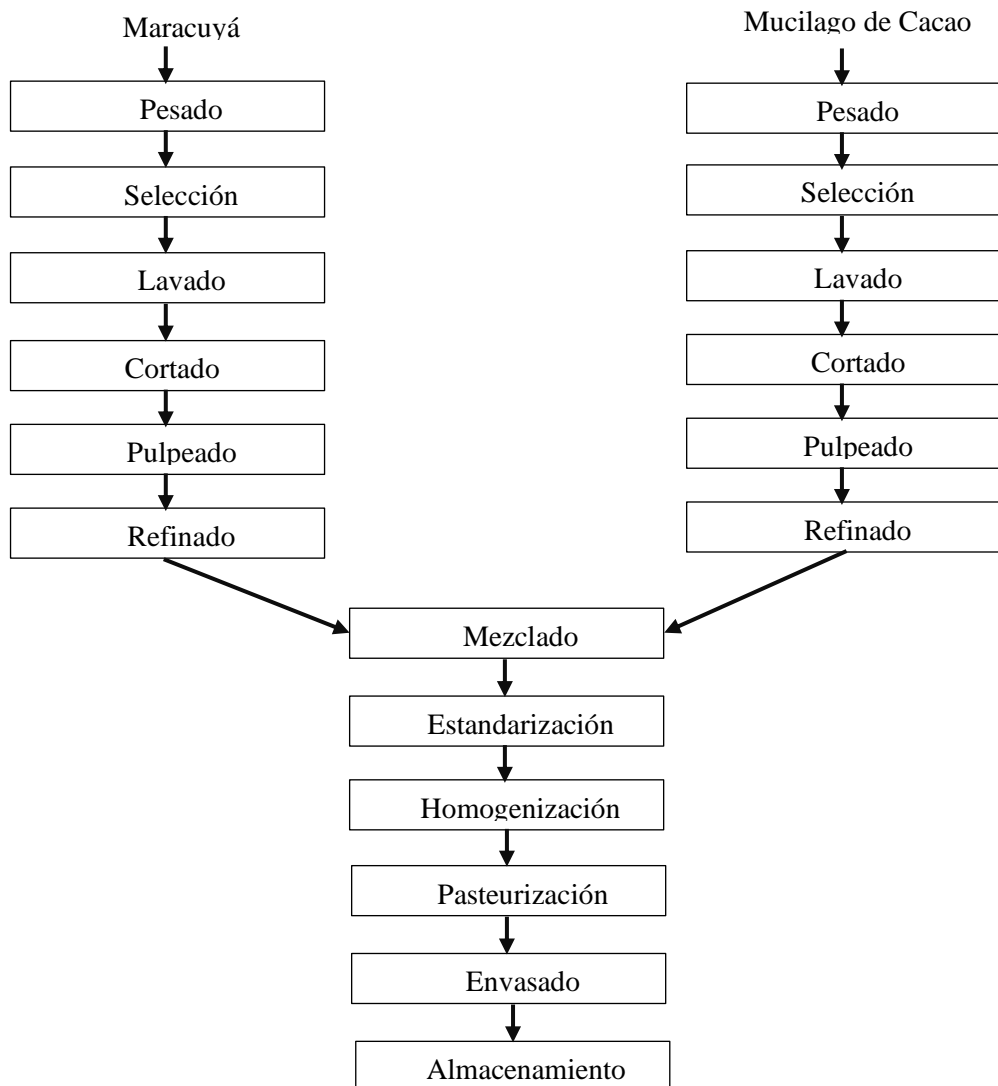 Maracuyá
Pesado
Selección
Lavado
Cortado
Pulpeado
Refinado
Mucilago de Cacao
Pesado
Selección
Lavado
Cortado
Pulpeado
Refinado
Mezclado
Estandarización
Homogenización
Pasteurización
Envasado
Almacenamiento